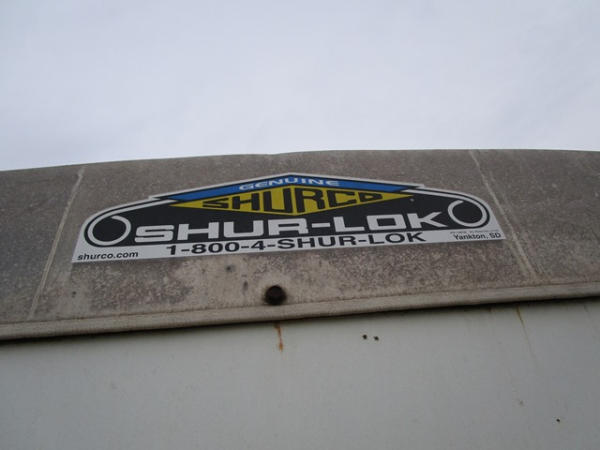 GENUINE
SHURCO
SHUR-LOK
1-800-4-SHUR-LOK
shurco.com
Yankton, SD